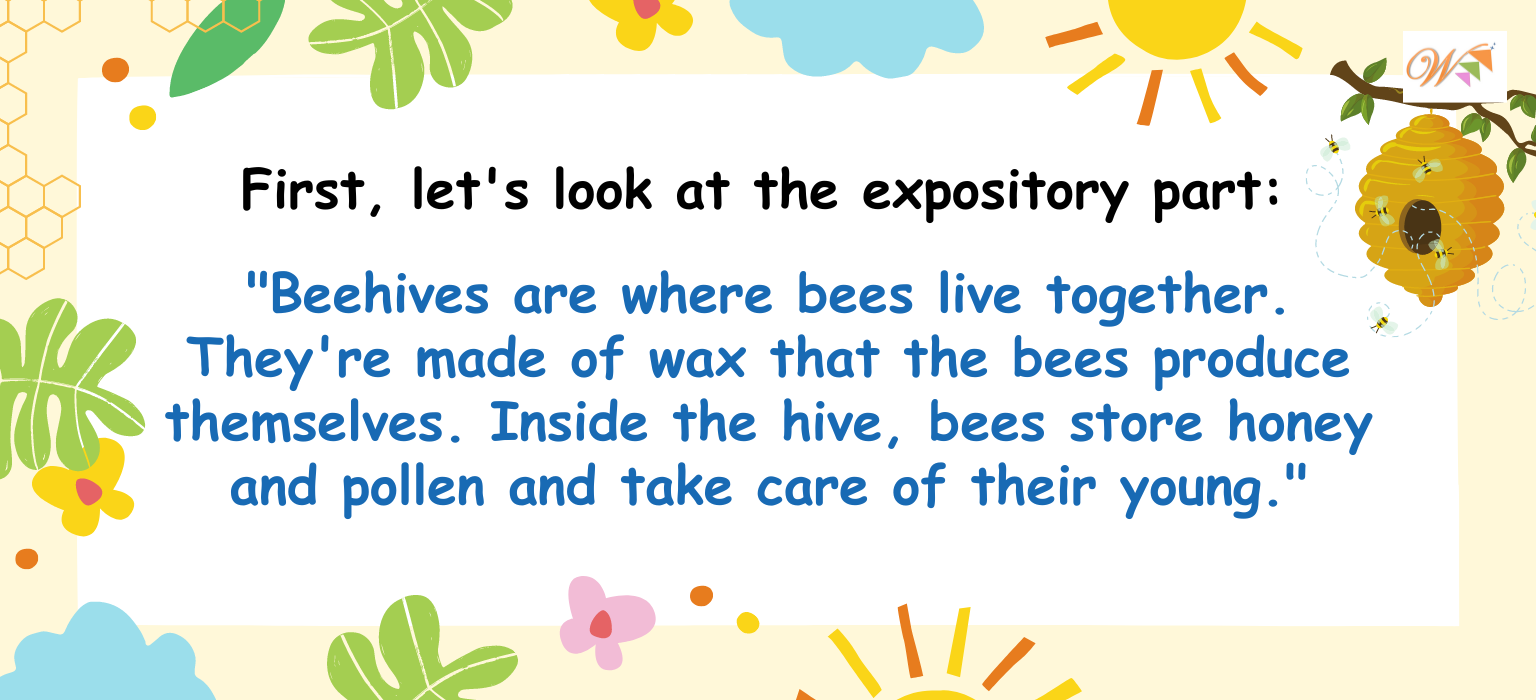 W
First, let's look at the expository part:
"Beehives are where bees live together.
They're made of wax that the bees produce
themselves. Inside the hive, bees store honey
and pollen and take care of their young."